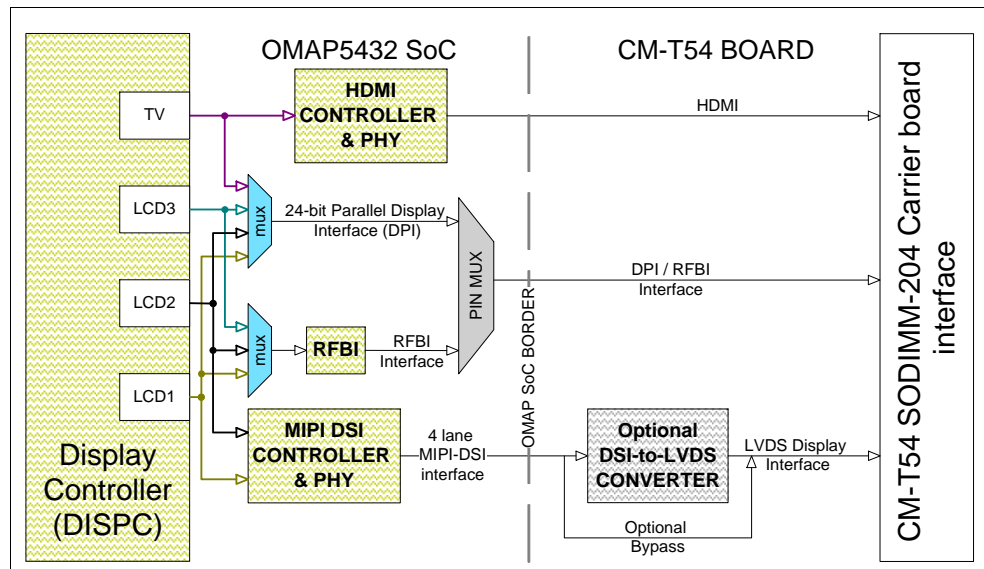 OMAP5432 SoC
CM-T54 BOARD
TV
LCD3
LCD2
LCD1
Display
Controller
(DISPC)
HDMI
CONTROLLER
& PHY
HDMI
mux
24-bit Parallel Display
Interface (DPI)
PIN MUX
DPI / RFBI
Interface
mux
RFBI
RFBI
Interface
OMAP SoC BORDER
MIPI DSI
CONTROLLER
& PHY
4 lane
MIPI-DSI
interface
Optional
DSI-to-LVDS
CONVERTER
LVDS Display
Interface
Optional
Bypass
CM-T54 SODIMM-204 Carrier board
interface